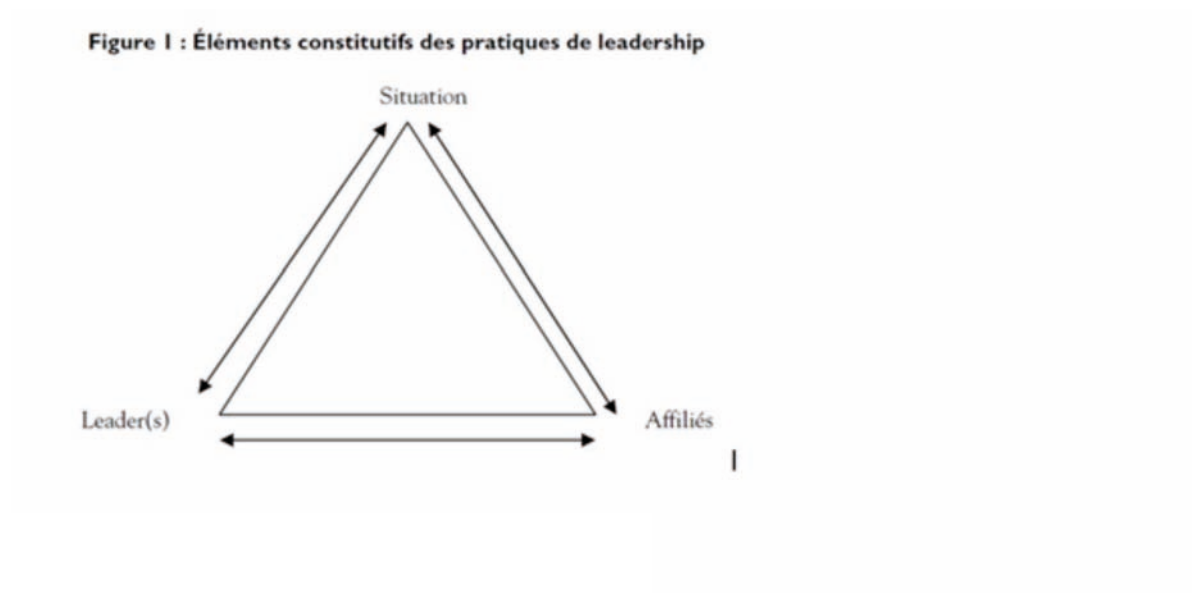 Figure 1 : Éléments constitutifs des pratiques de leadership
Situation
Leader(s)
Affiliés